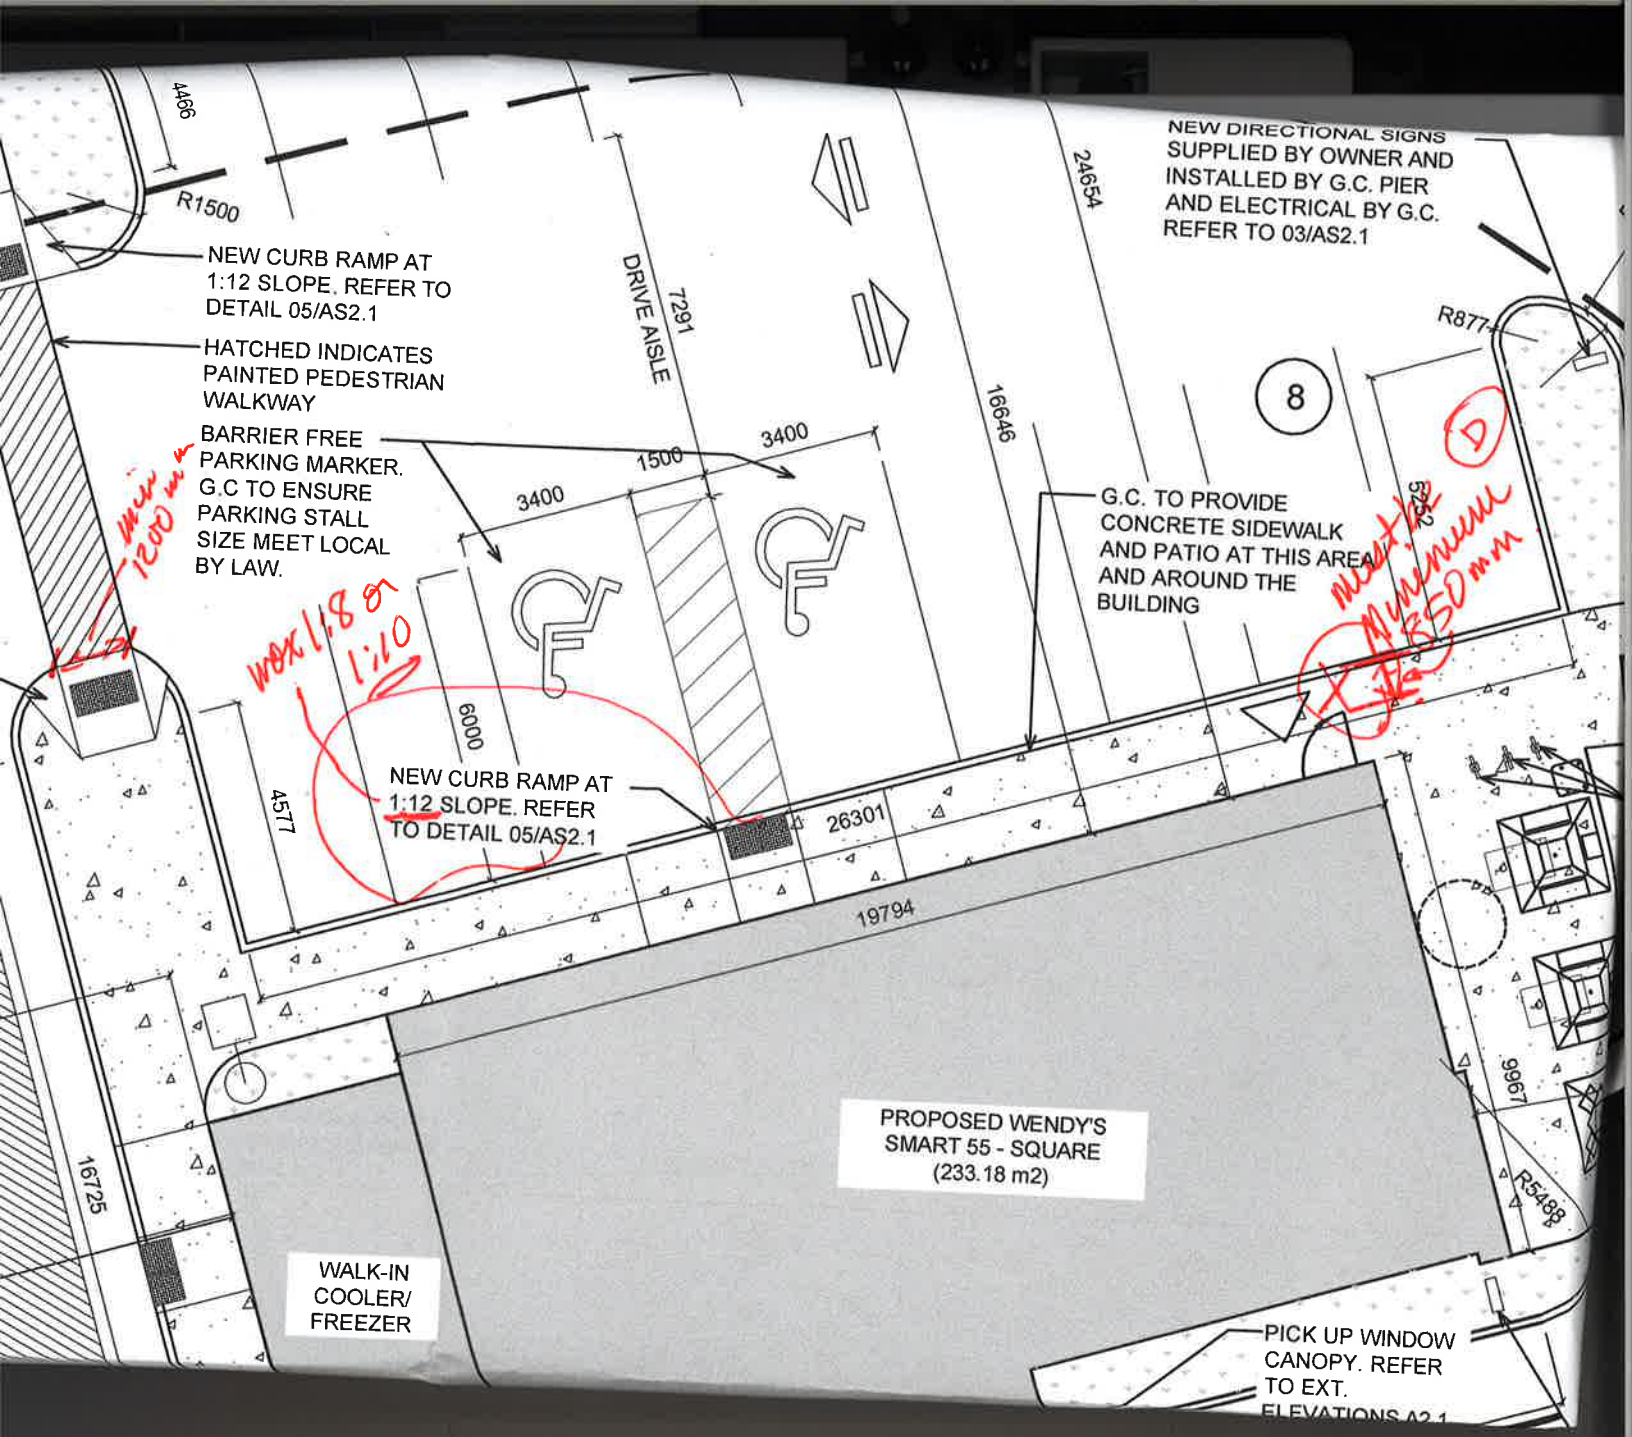 4466
R1500
NEW CURB RAMP AT
1:12 SLOPE. REFER TO
DETAIL 05/AS2.1
HATCHED INDICATES
PAINTED PEDESTRIAN
WALKWAY
BARRIER FREE
PARKING MARKER.
G.C TO ENSURE
PARKING STALL
SIZE MEET LOCAL
BY LAW.
min
1200 mm
max 1:8 or
1:10
DRIVE AISLE
7291
3400
1500
3400
6000
4577
NEW CURB RAMP AT
1:12 SLOPE. REFER
TO DETAIL 05/AS2.1
24654
16646
NEW DIRECTIONAL SIGNS
SUPPLIED BY OWNER AND
INSTALLED BY G.C. PIER
AND ELECTRICAL BY G.C.
REFER TO 03/AS2.1
R877
8
D
5252
must be
Minimum
850mm
G.C. TO PROVIDE
CONCRETE SIDEWALK
AND PATIO AT THIS AREA
AND AROUND THE
BUILDING
26301
19794
9967
R5488
16725
PROPOSED WENDY'S
SMART 55 - SQUARE
(233.18 m2)
WALK-IN
COOLER/
FREEZER
PICK UP WINDOW
CANOPY. REFER
TO EXT.
ELEVATIONS A2.1